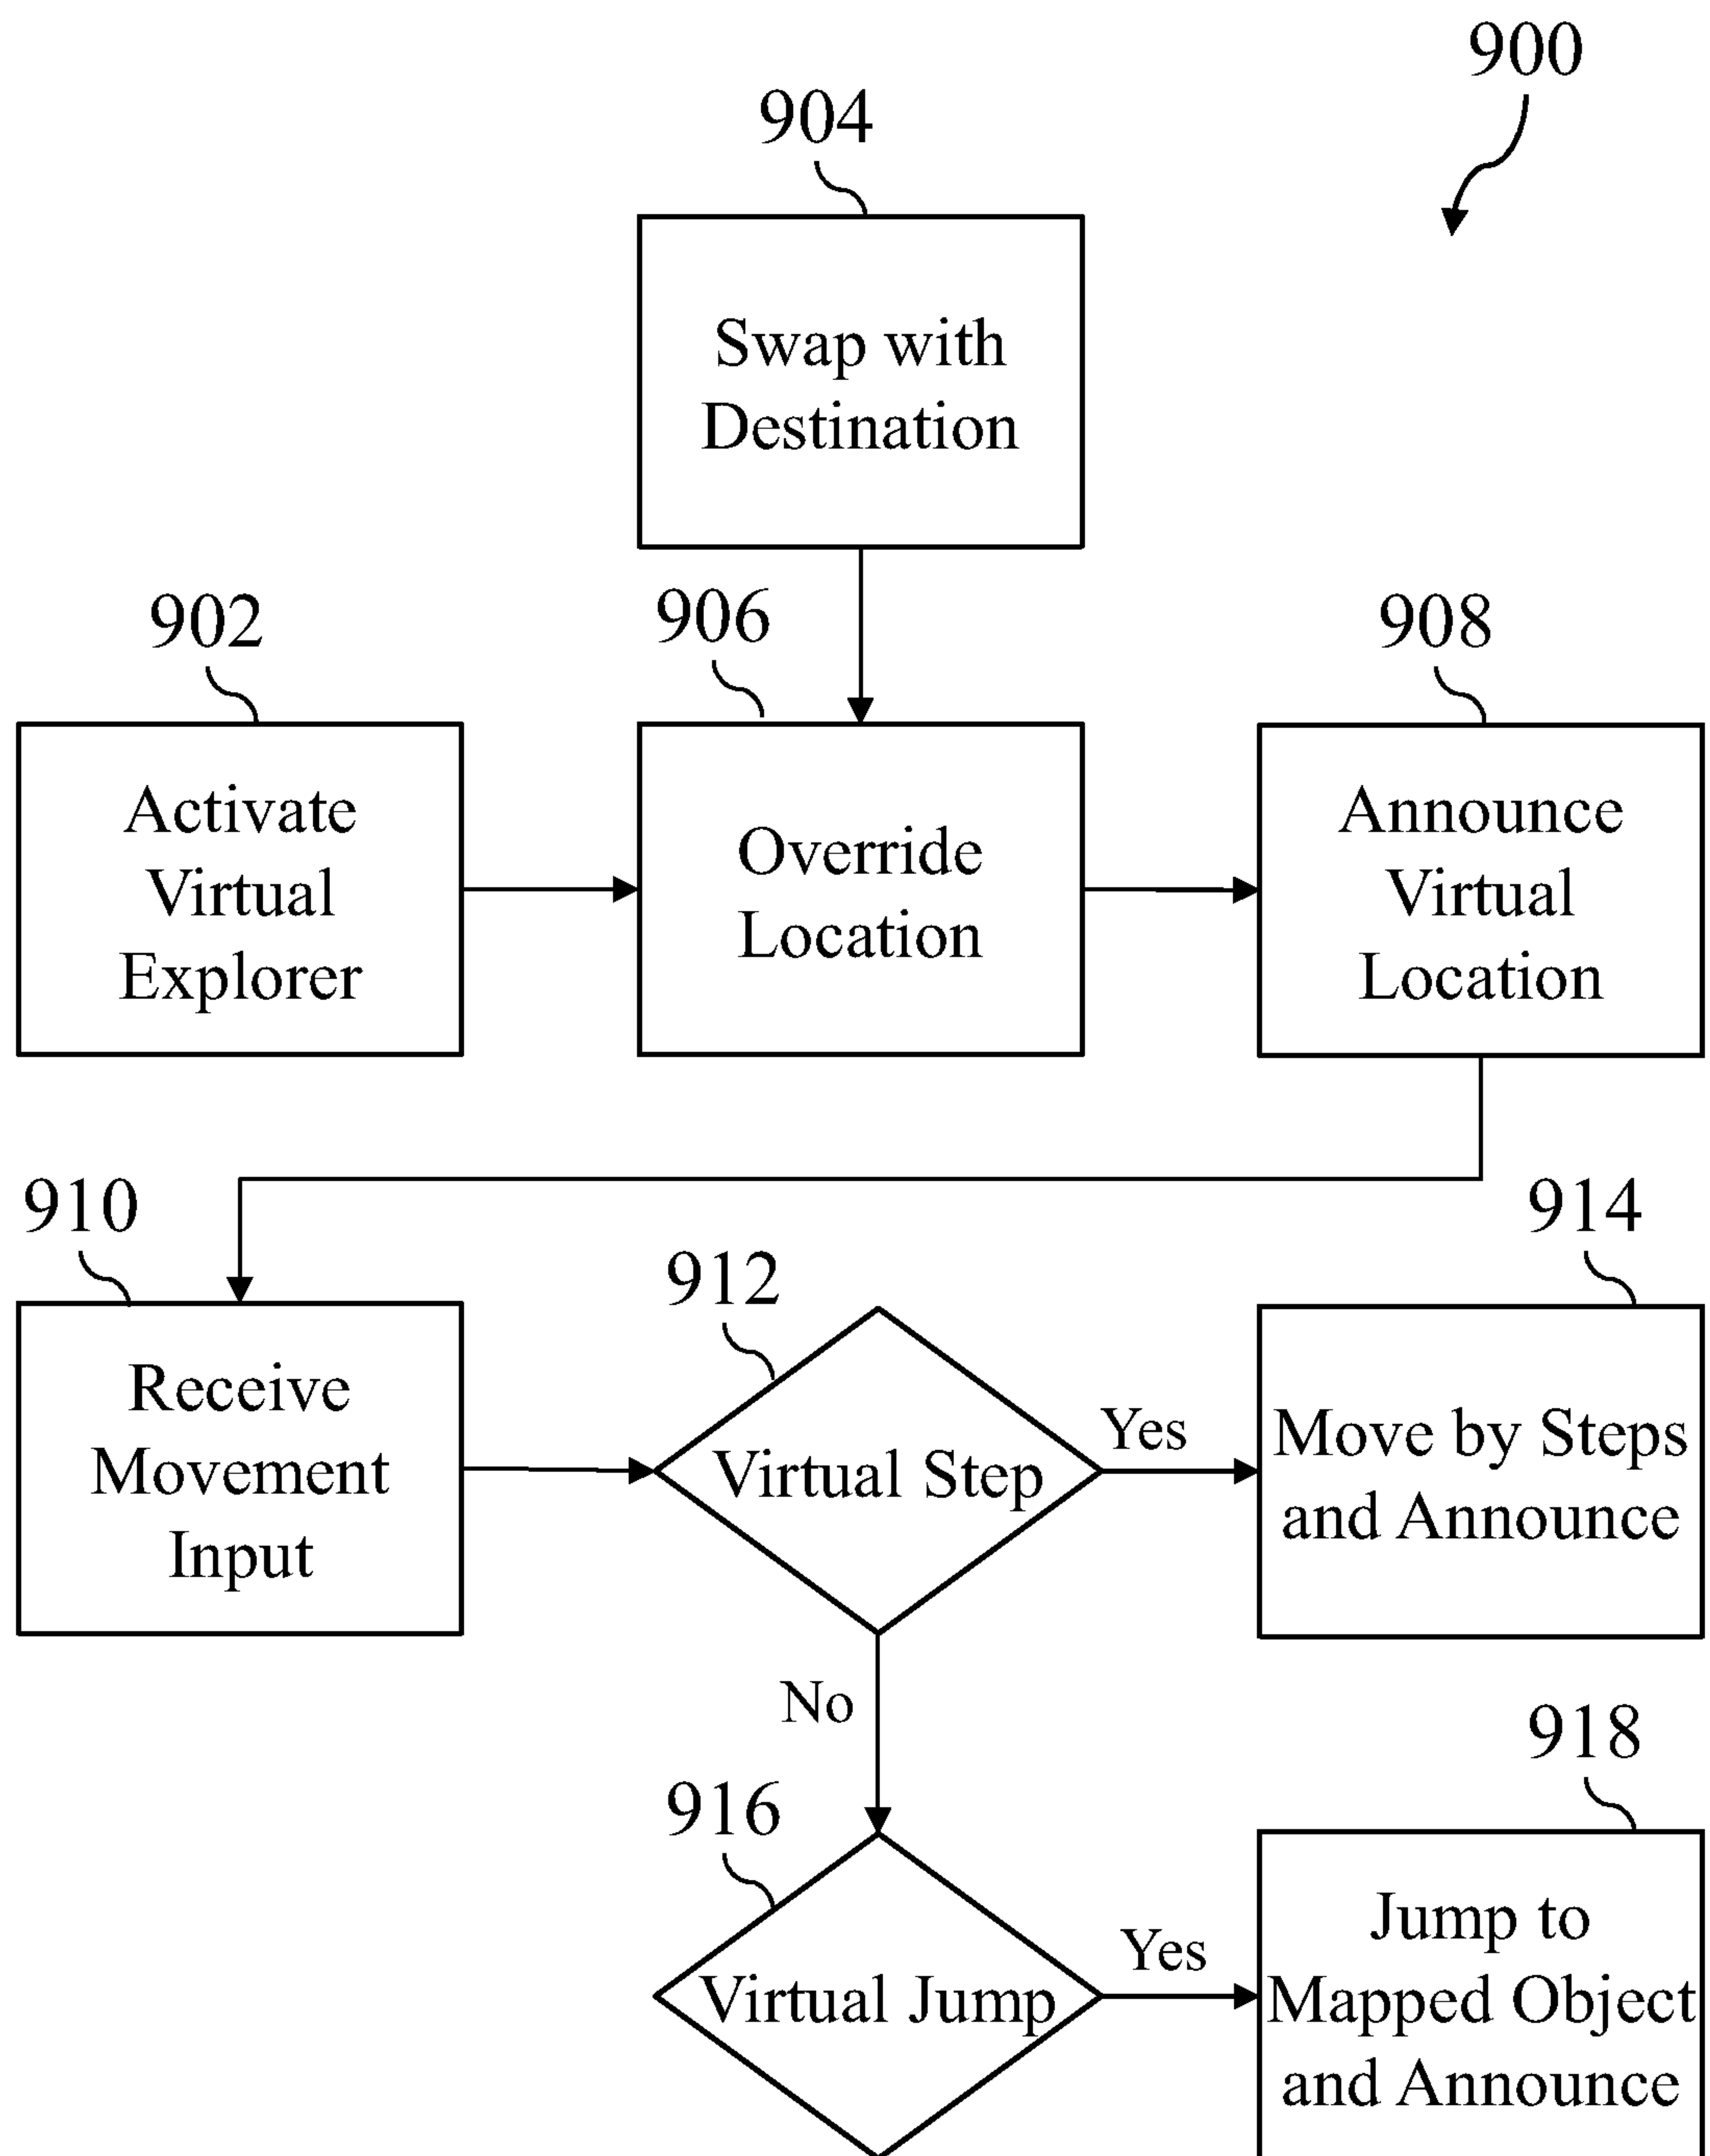 900
904
Swap with
Destination
902
906
908
Activate
Virtual
Explorer
Override
Location
Announce
Virtual
Location
910
912
914
Receive
Movement
Input
Virtual Step
Yes
Move by Steps
and Announce
No
916
918
Virtual Jump
Yes
Jump to
Mapped Object
and Announce